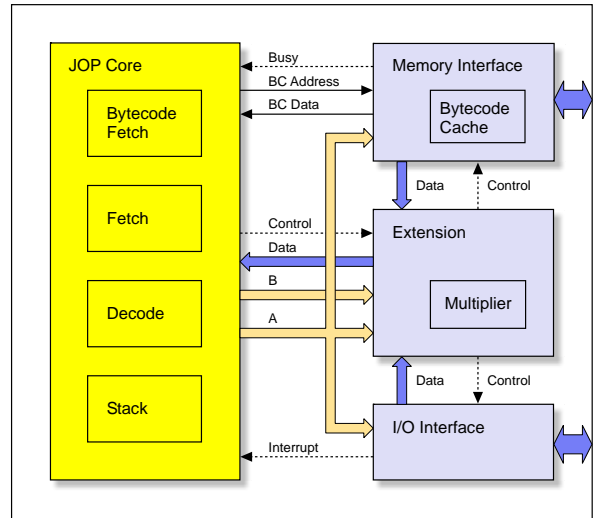 JOP Core
Bytecode
Fetch
Fetch
Decode
Stack
Busy
BC Address
BC Data
Control
Data
B
A
Interrupt
Memory Interface
Bytecode
Cache
Data
Control
Extension
Multiplier
Data
Control
I/O Interface